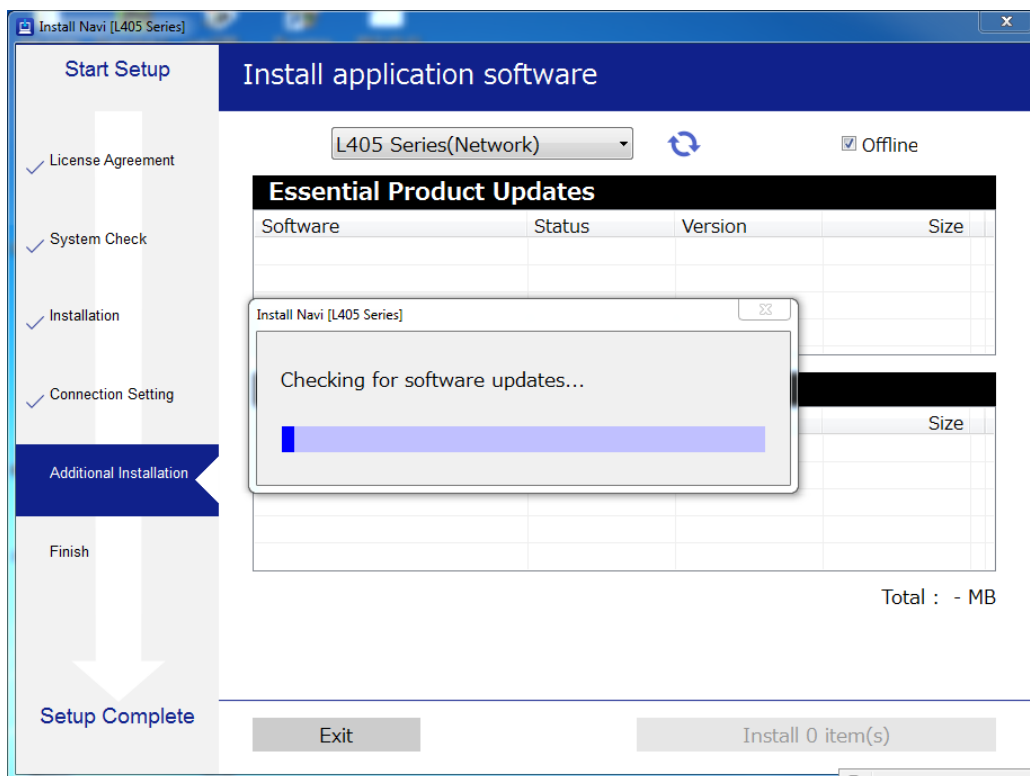 Install Navi [L405 Series]
Start Setup
License Agreement
System Check
Installation
Connection Setting
Additional Installation
Finish
Setup Complete
Install application software
L405 Series(Network)
Offline
Essential Product Updates
Software Status Version Size
Install Navi [L405 Series]
Checking for software updates...
Size
Total : - MB
Exit
Install 0 item(s)